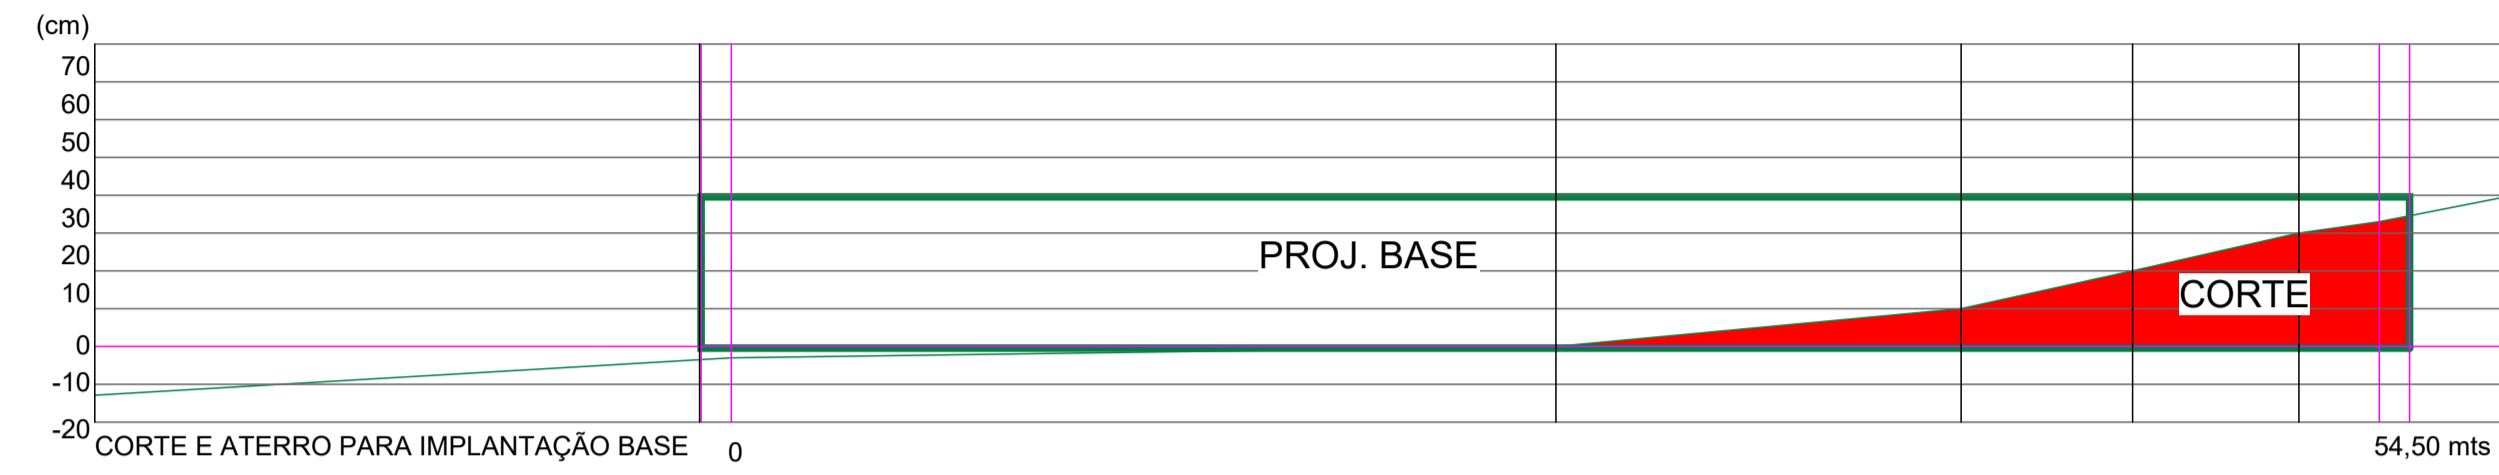 (cm)
70
60
50
40
30
20
10
0
-10
-20
PROJ. BASE
CORTE
CORTE E ATERRO PARA IMPLANTAÇÃO BASE
0
54,50 mts